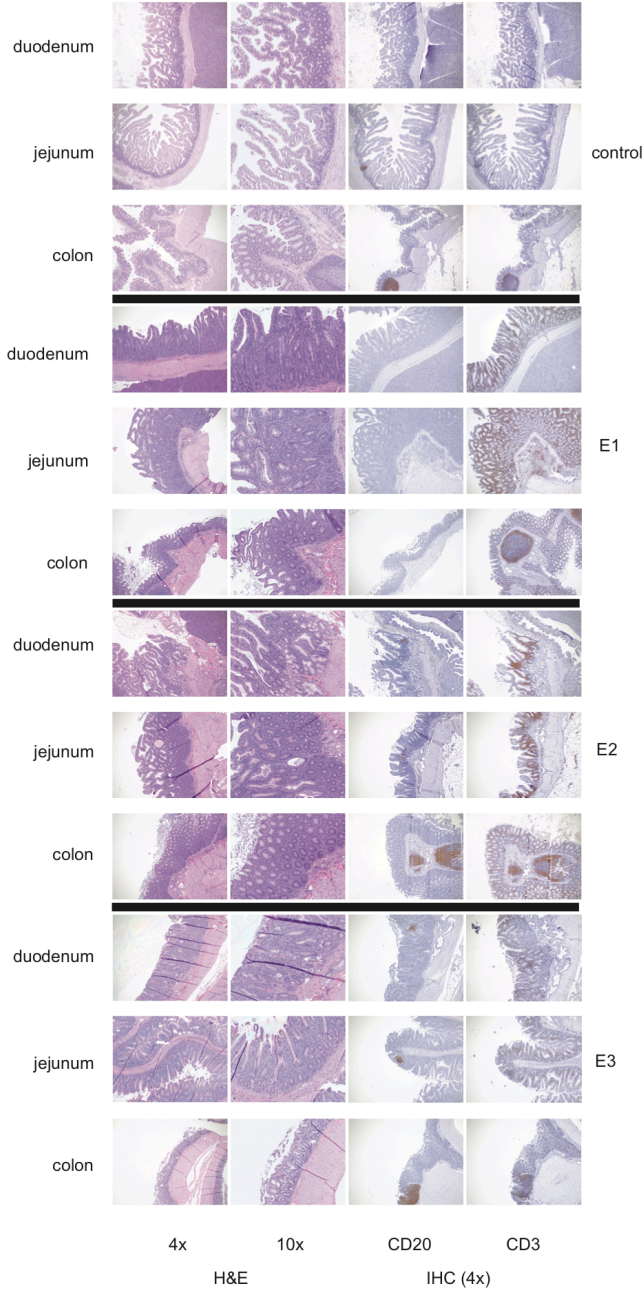 duodenum
jejunum
control
colon
duodenum
jejunum
E1
colon
duodenum
jejunum
E2
colon
duodenum
jejunum
E3
colon
4x 10x CD20 CD3
H&E IHC (4x)